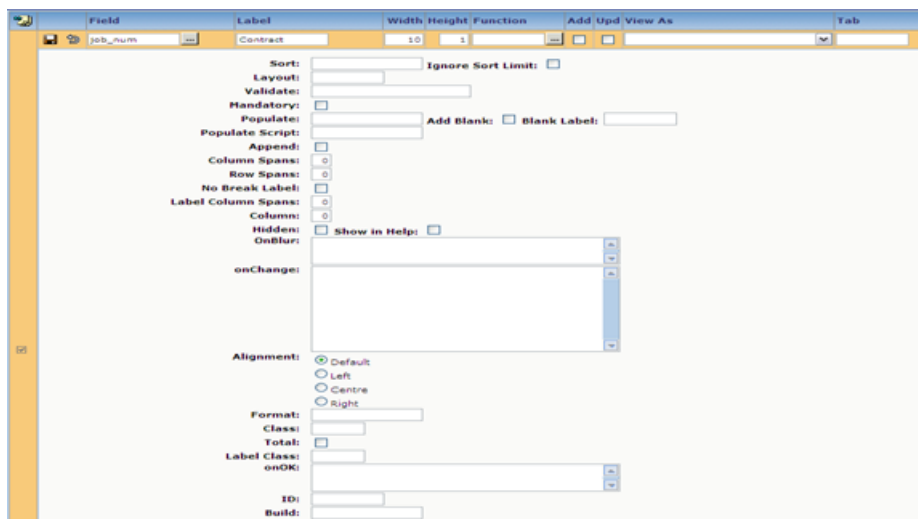 Field Label Width Height Function Add Upd View As Tab
job_num ... Contract 10 1 ...
Sort: Ignore Sort Limit:
Layout:
Validate:
Mandatory:
Populate: Add Blank: Blank Label:
Populate Script:
Append:
Column Spans: 0
Row Spans: 0
No Break Label:
Label Column Spans: 0
Column: 0
Hidden: Show in Help:
OnBlur:
onChange:
Alignment: Default
Left
Centre
Right
Format:
Class:
Total:
Label Class:
onOK:
ID:
Build: